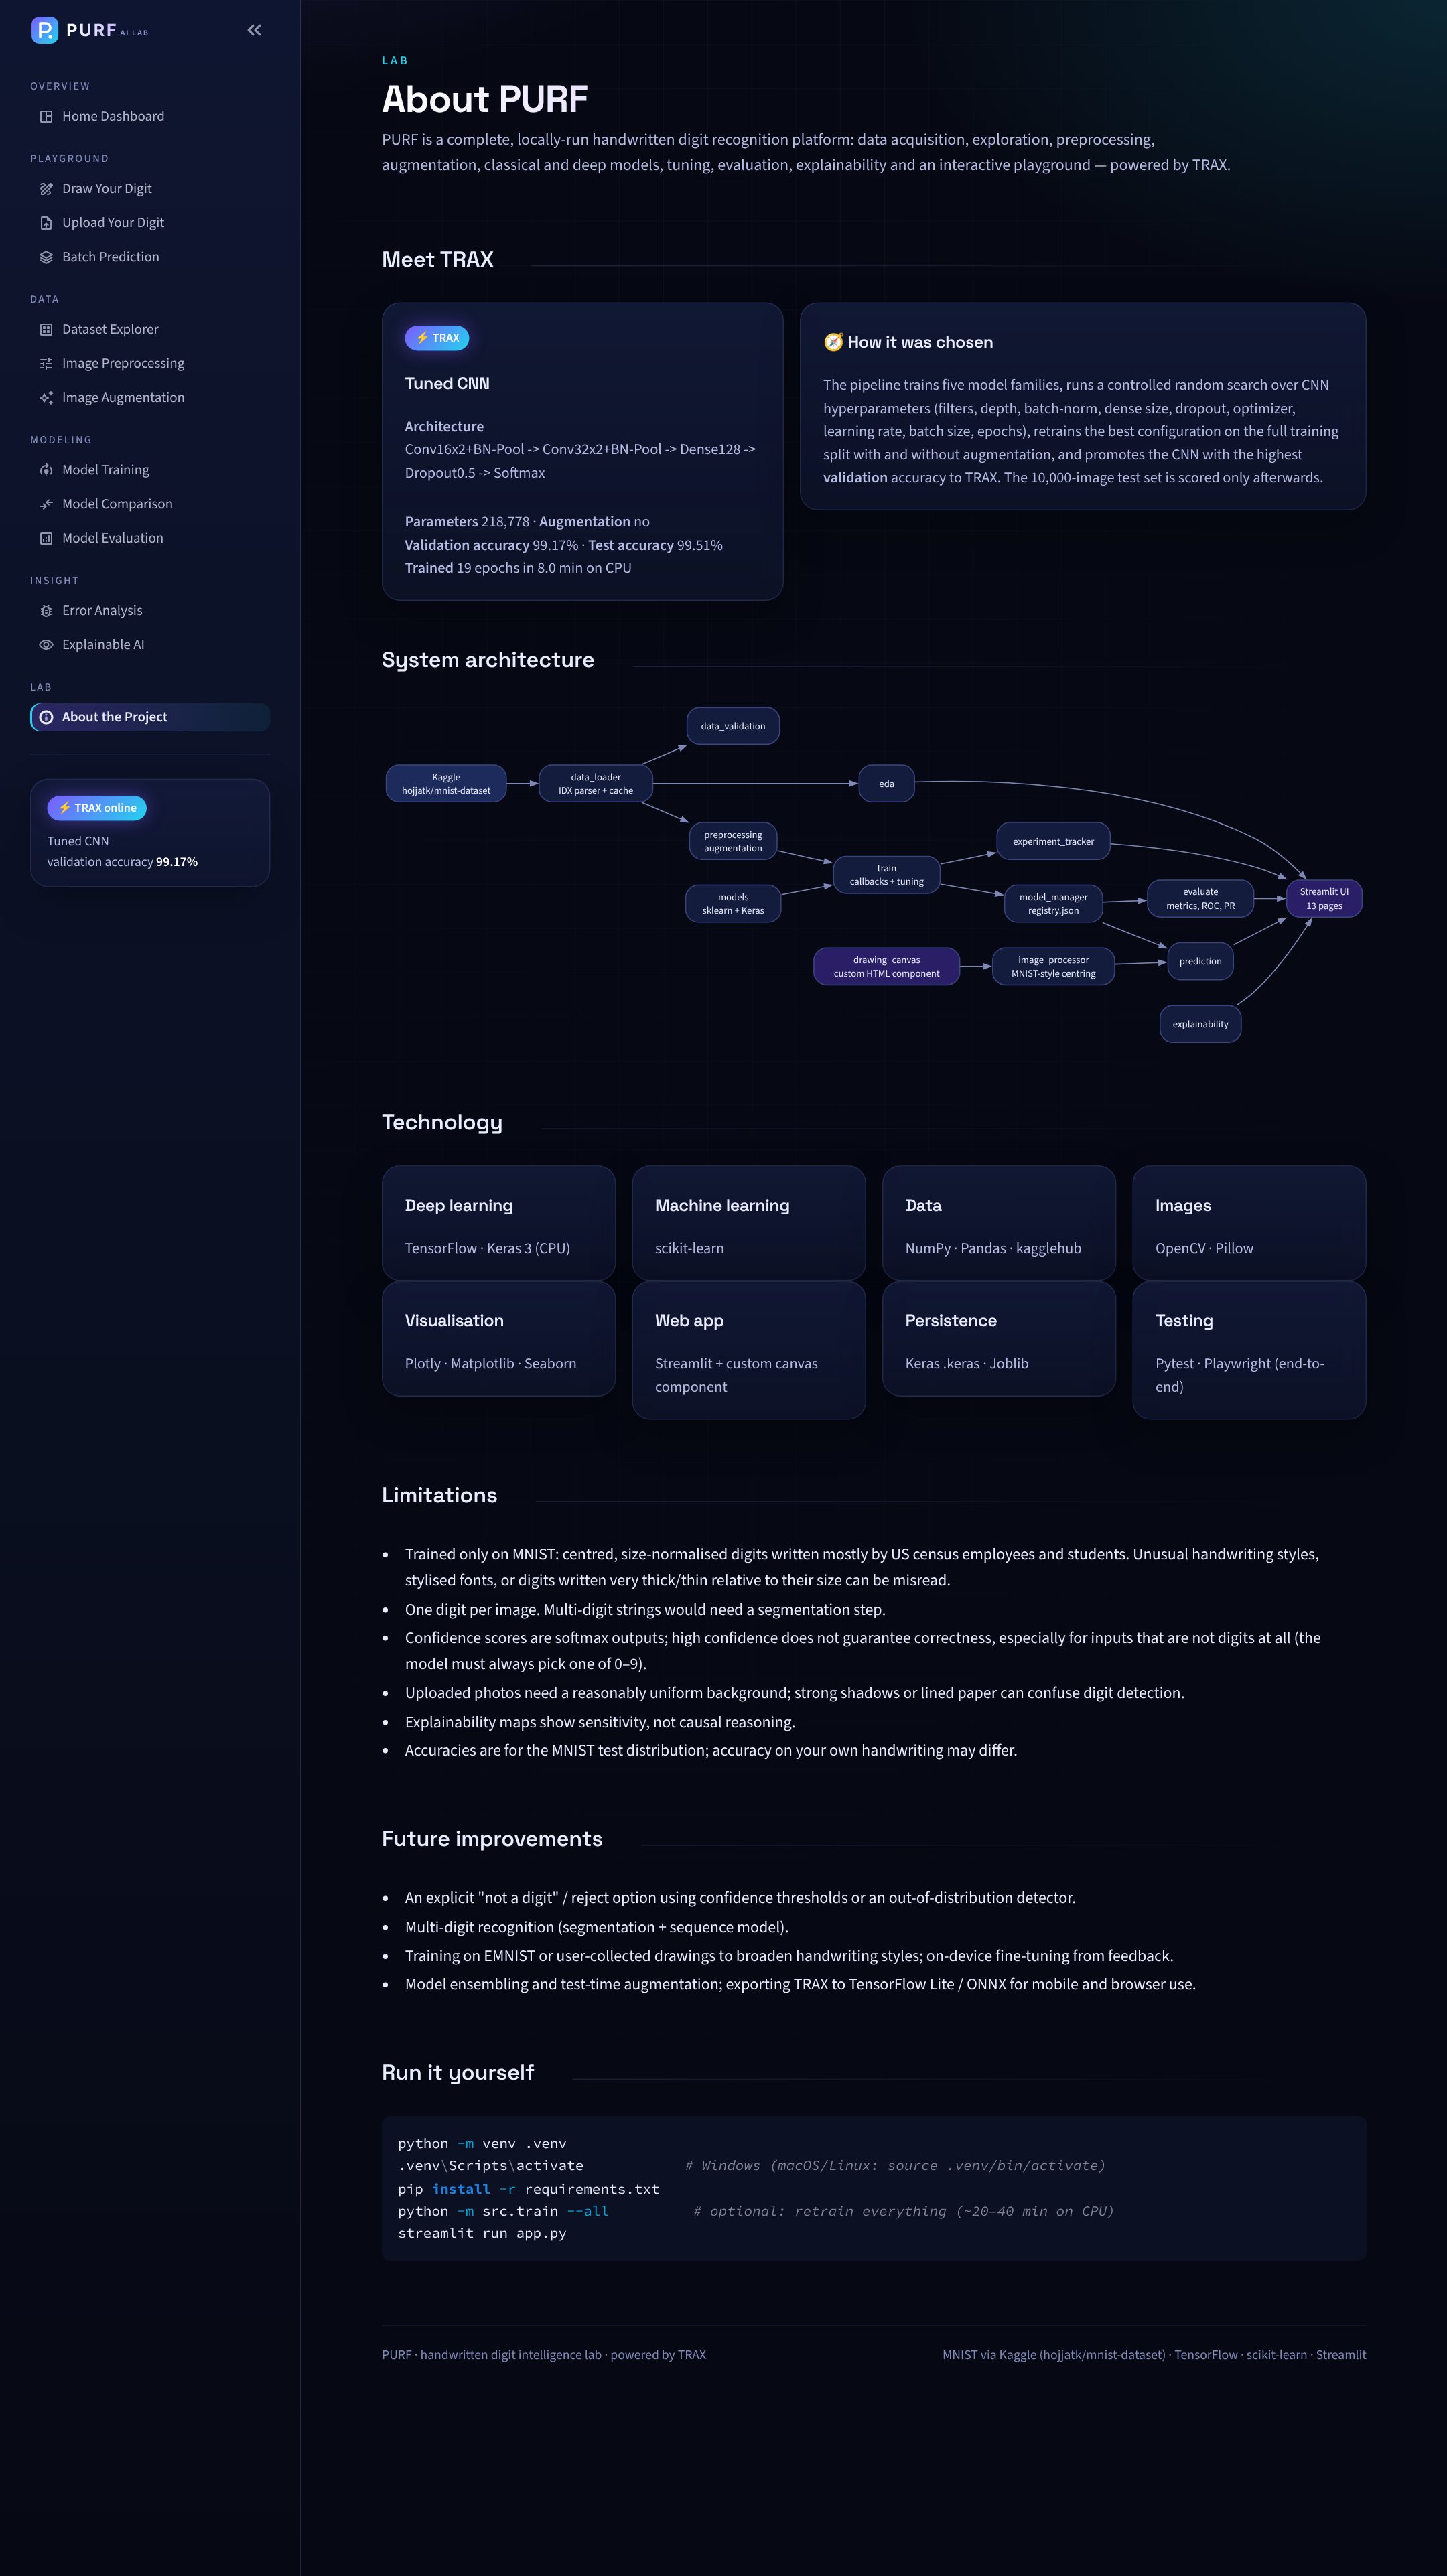 PURF AI LAB
OVERVIEW
Home Dashboard
PLAYGROUND
Draw Your Digit
Upload Your Digit
Batch Prediction
DATA
Dataset Explorer
Image Preprocessing
Image Augmentation
MODELING
Model Training
Model Comparison
Model Evaluation
INSIGHT
Error Analysis
Explainable AI
LAB
About the Project
⚡ TRAX online
Tuned CNN
validation accuracy 99.17%
LAB
About PURF
PURF is a complete, locally-run handwritten digit recognition platform: data acquisition, exploration, preprocessing,
augmentation, classical and deep models, tuning, evaluation, explainability and an interactive playground — powered by TRAX.
Meet TRAX
⚡ TRAX
Tuned CNN
Architecture
Conv16x2+BN-Pool -> Conv32x2+BN-Pool -> Dense128 ->
Dropout0.5 -> Softmax
Parameters 218,778 · Augmentation no
Validation accuracy 99.17% · Test accuracy 99.51%
Trained 19 epochs in 8.0 min on CPU
🧭 How it was chosen
The pipeline trains five model families, runs a controlled random search over CNN
hyperparameters (filters, depth, batch-norm, dense size, dropout, optimizer,
learning rate, batch size, epochs), retrains the best configuration on the full training
split with and without augmentation, and promotes the CNN with the highest
validation accuracy to TRAX. The 10,000-image test set is scored only afterwards.
System architecture
data_validation
Kaggle
hojjatk/mnist-dataset
data_loader
IDX parser + cache
eda
preprocessing
augmentation
experiment_tracker
train
callbacks + tuning
models
sklearn + Keras
model_manager
registry.json
evaluate
metrics, ROC, PR
Streamlit UI
13 pages
drawing_canvas
custom HTML component
image_processor
MNIST-style centring
prediction
explainability
Technology
Deep learning
TensorFlow · Keras 3 (CPU)
Machine learning
scikit-learn
Data
NumPy · Pandas · kagglehub
Images
OpenCV · Pillow
Visualisation
Plotly · Matplotlib · Seaborn
Web app
Streamlit + custom canvas
component
Persistence
Keras .keras · Joblib
Testing
Pytest · Playwright (end-to-
end)
Limitations
• Trained only on MNIST: centred, size-normalised digits written mostly by US census employees and students. Unusual handwriting styles,
stylised fonts, or digits written very thick/thin relative to their size can be misread.
• One digit per image. Multi-digit strings would need a segmentation step.
• Confidence scores are softmax outputs; high confidence does not guarantee correctness, especially for inputs that are not digits at all (the
model must always pick one of 0–9).
• Uploaded photos need a reasonably uniform background; strong shadows or lined paper can confuse digit detection.
• Explainability maps show sensitivity, not causal reasoning.
• Accuracies are for the MNIST test distribution; accuracy on your own handwriting may differ.
Future improvements
• An explicit "not a digit" / reject option using confidence thresholds or an out-of-distribution detector.
• Multi-digit recognition (segmentation + sequence model).
• Training on EMNIST or user-collected drawings to broaden handwriting styles; on-device fine-tuning from feedback.
• Model ensembling and test-time augmentation; exporting TRAX to TensorFlow Lite / ONNX for mobile and browser use.
Run it yourself
python -m venv .venv
.venv\Scripts\activate # Windows (macOS/Linux: source .venv/bin/activate)
pip install -r requirements.txt
python -m src.train --all # optional: retrain everything (~20–40 min on CPU)
streamlit run app.py
PURF · handwritten digit intelligence lab · powered by TRAX
MNIST via Kaggle (hojjatk/mnist-dataset) · TensorFlow · scikit-learn · Streamlit